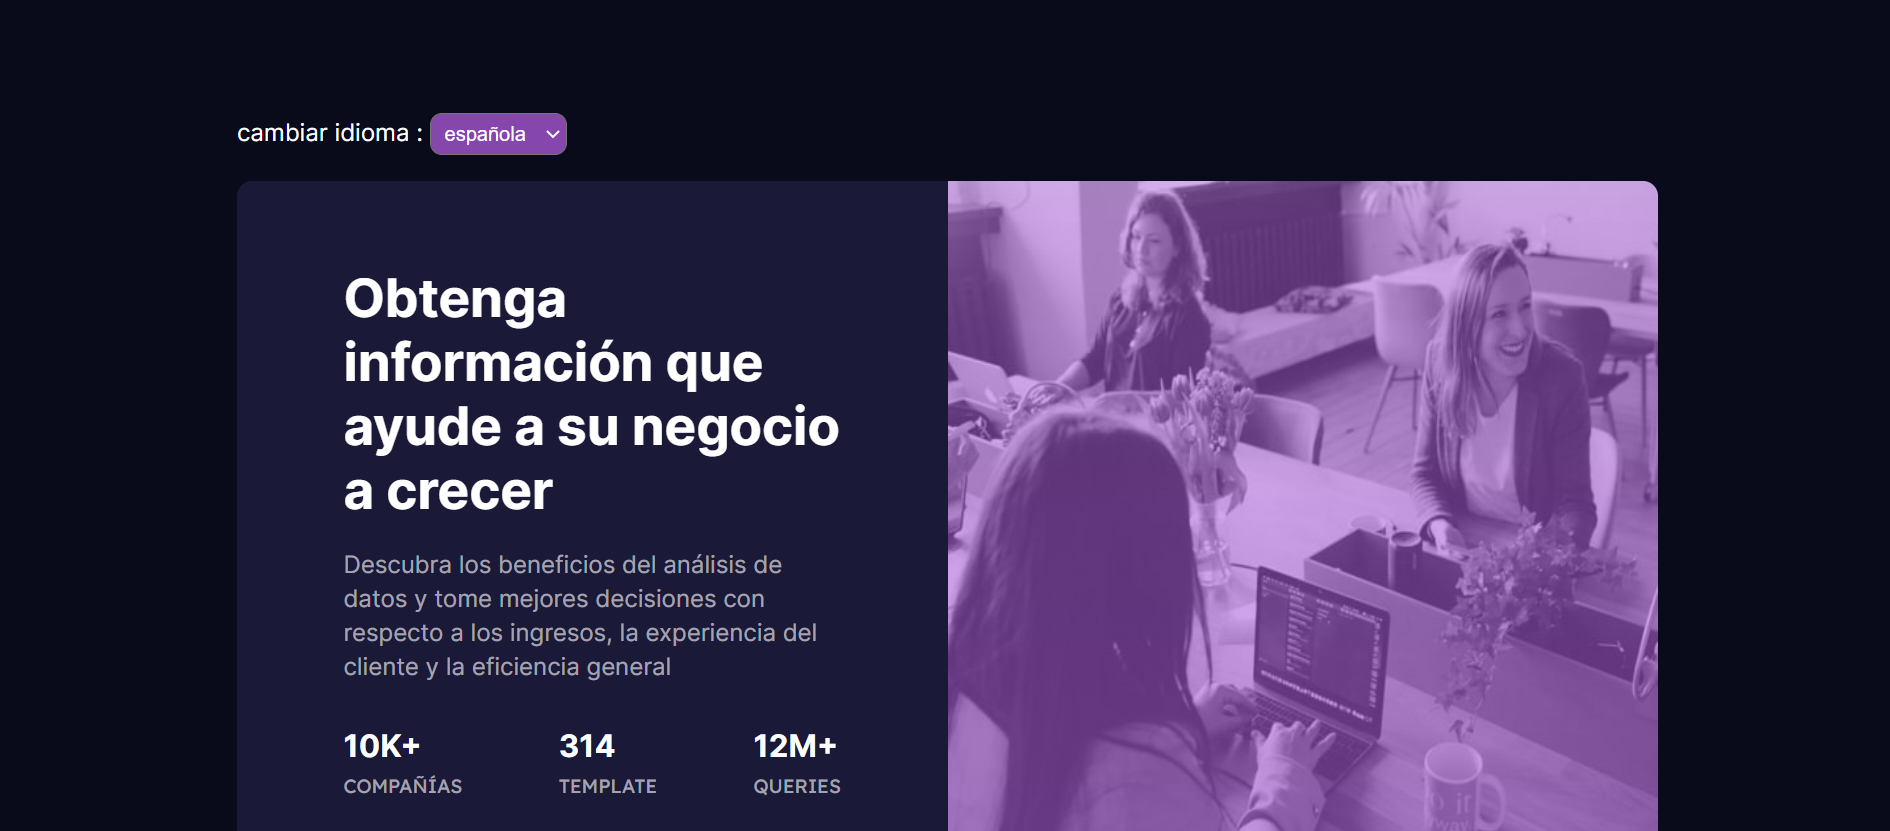 cambiar idioma : española
Obtenga
información que
ayude a su negocio
a crecer
Descubra los beneficios del análisis de
datos y tome mejores decisiones con
respecto a los ingresos, la experiencia del
cliente y la eficiencia general
10K+ 314 12M+
COMPAÑÍAS TEMPLATE QUERIES